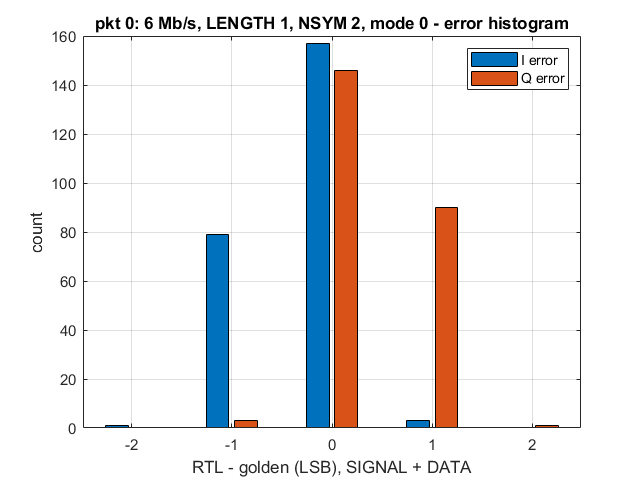 pkt 0: 6 Mb/s, LENGTH 1, NSYM 2, mode 0 - error histogram
I error
Q error
160
140
120
100
80
60
40
20
0
count
-2 -1 0 1 2
RTL - golden (LSB), SIGNAL + DATA